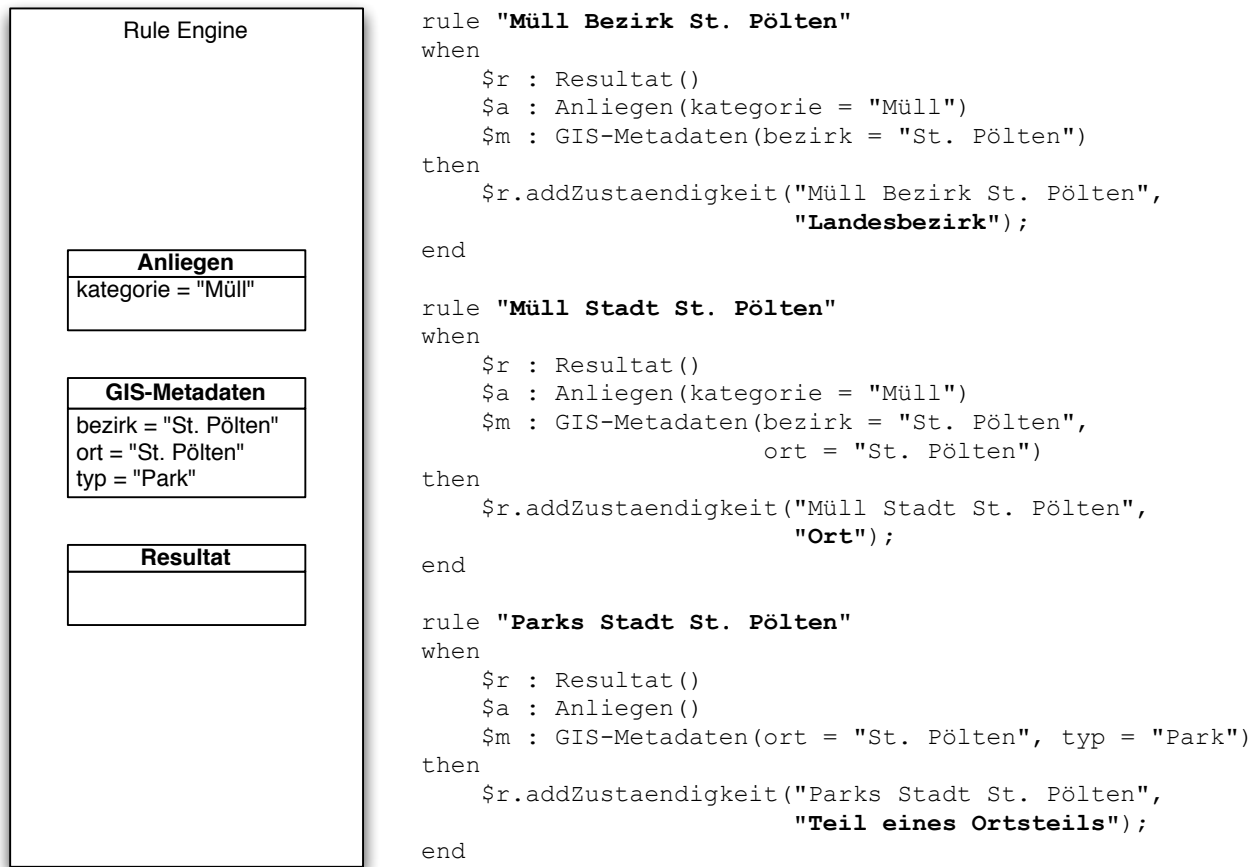 Rule Engine
Anliegen
kategorie = "Müll"
GIS-Metadaten
bezirk = "St. Pölten"
ort = "St. Pölten"
typ = "Park"
Resultat
rule "Müll Bezirk St. Pölten"
when
    $r : Resultat()
    $a : Anliegen(kategorie = "Müll")
    $m : GIS-Metadaten(bezirk = "St. Pölten")
then
    $r.addZustaendigkeit("Müll Bezirk St. Pölten",
                         "Landesbezirk");
end
rule "Müll Stadt St. Pölten"
when
    $r : Resultat()
    $a : Anliegen(kategorie = "Müll")
    $m : GIS-Metadaten(bezirk = "St. Pölten",
                       ort = "St. Pölten")
then
    $r.addZustaendigkeit("Müll Stadt St. Pölten",
                         "Ort");
end
rule "Parks Stadt St. Pölten"
when
    $r : Resultat()
    $a : Anliegen()
    $m : GIS-Metadaten(ort = "St. Pölten", typ = "Park")
then
    $r.addZustaendigkeit("Parks Stadt St. Pölten",
                         "Teil eines Ortsteils");
end